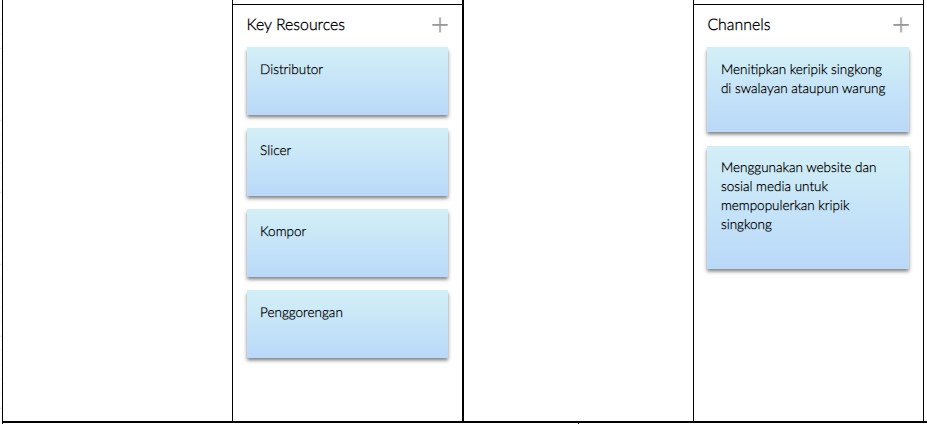 Key Resources
Distributor
Slicer
Kompor
Penggorengan
Channels
Menitipkan keripik singkong
di swalayan ataupun warung
Menggunakan website dan
sosial media untuk
mempopulerkan kripik
singkong